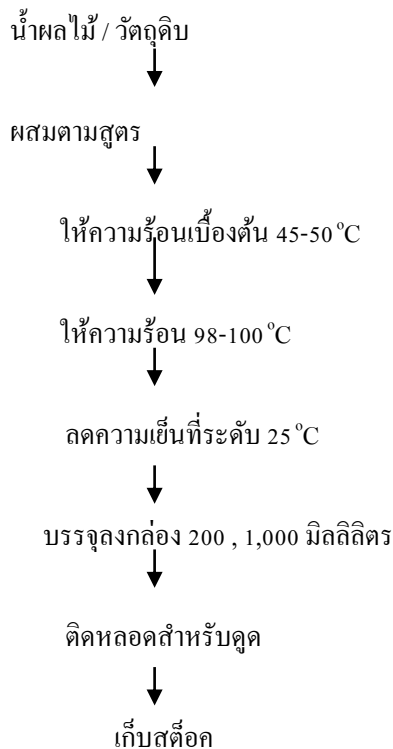 น้ำผลไม้ / วัตถุดิบ
ผสมตามสูตร
ให้ความร้อนเบื้องต้น 45-50 °C
ให้ความร้อน 98-100 °C
ลดความเย็นที่ระดับ 25 °C
บรรจุลงกล่อง 200 , 1,000 มิลลิลิตร
ติดหลอดสำหรับดูด
เก็บสต็อค